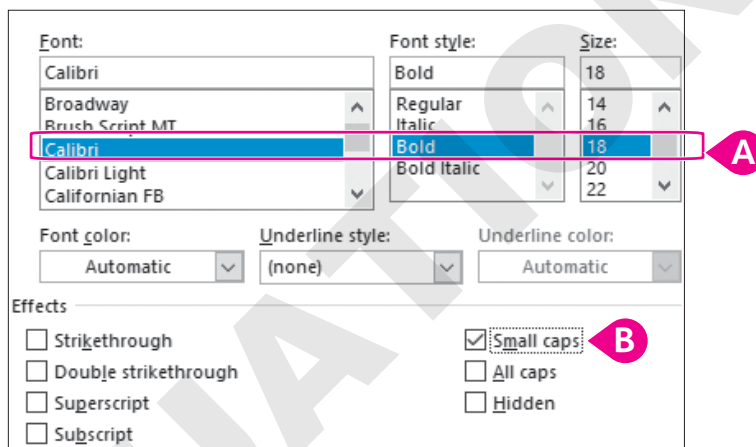 Font: Font style: Size:
Calibri Bold 18
Broadway Regular 14
Brush Script MT Italic 16
Calibri Bold 18
Calibri Light Bold Italic 20
Californian FB 22
Font color: Underline style: Underline color:
Automatic (none) Automatic
Effects
Strikethrough Small caps
Double strikethrough All caps
Superscript Hidden
Subscript
A
B